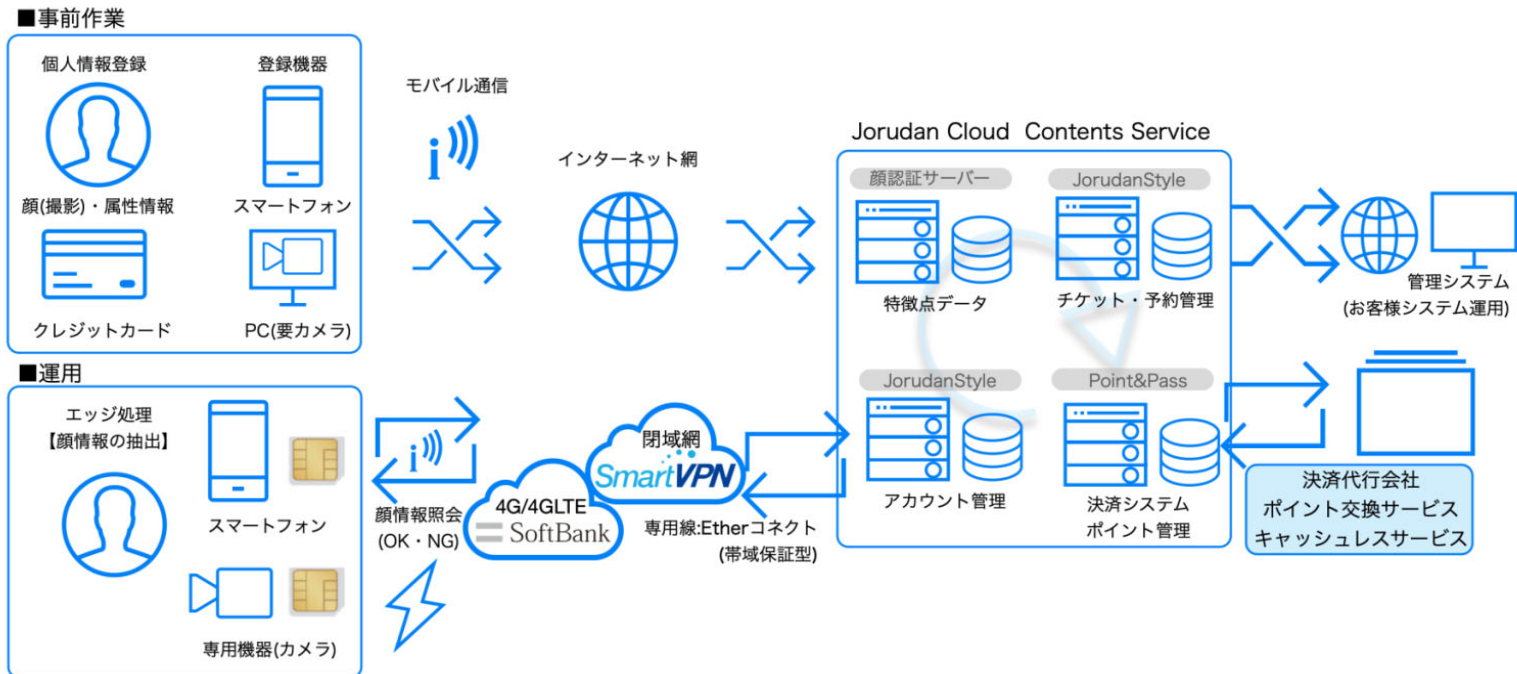 ■事前作業
個人情報登録
登録機器
顔(撮影)・属性情報
スマートフォン
クレジットカード
PC(要カメラ)
モバイル通信
i
インターネット網
Jorudan Cloud Contents Service
顔認証サーバー
JorudanStyle
特徴点データ
チケット・予約管理
管理システム
(お客様システム運用)
■運用
エッジ処理
【顔情報の抽出】
スマートフォン
専用機器(カメラ)
i
顔情報照会
(OK・NG)
4G/4GLTE
SoftBank
閉域網
SmartVPN
専用線:Etherコネクト
(帯域保証型)
JorudanStyle
Point&Pass
アカウント管理
決済システム
ポイント管理
決済代行会社
ポイント交換サービス
キャッシュレスサービス